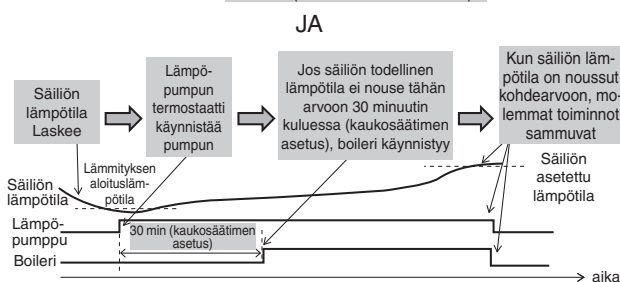 JA
Säiliön
lämpötila
Laskee
Lämpö-
pumpun
termostaatti
käynnistää
pumpun
Jos säiliön todellinen
lämpötila ei nouse tähän
arvoon 30 minuutin
kuluessa (kaukosäätimen
asetus), boileri käynnistyy
Kun säiliön läm-
pötila on noussut
kohdearvoon, mo-
lemmat toiminnot
sammuvat
Säiliön
lämpötila
Lämmityksen
aloitusläm-
pötila
Säiliön
asetettu
lämpötila
Lämpö-
pumppu
30 min (kaukosäätimen
asetus)
Boileri
aika